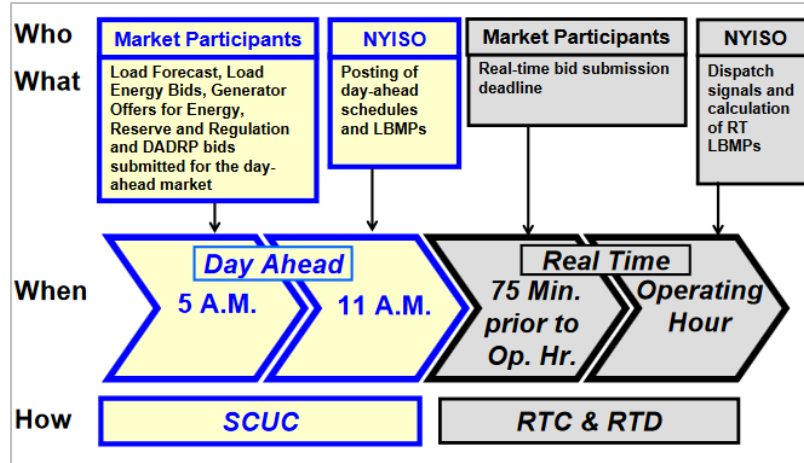 Who
Market Participants
NYISO
Market Participants
NYISO
What
Load Forecast, Load
Energy Bids, Generator
Offers for Energy,
Reserve and Regulation
and DADRP bids
submitted for the day-
ahead market
Posting of
day-ahead
schedules
and LBMPs
Real-time bid submission
deadline
Dispatch
signals and
calculation
of RT
LBMPs
When
Day Ahead
5 A.M.
11 A.M.
Real Time
75 Min.
prior to
Op. Hr.
Operating
Hour
How
SCUC
RTC & RTD